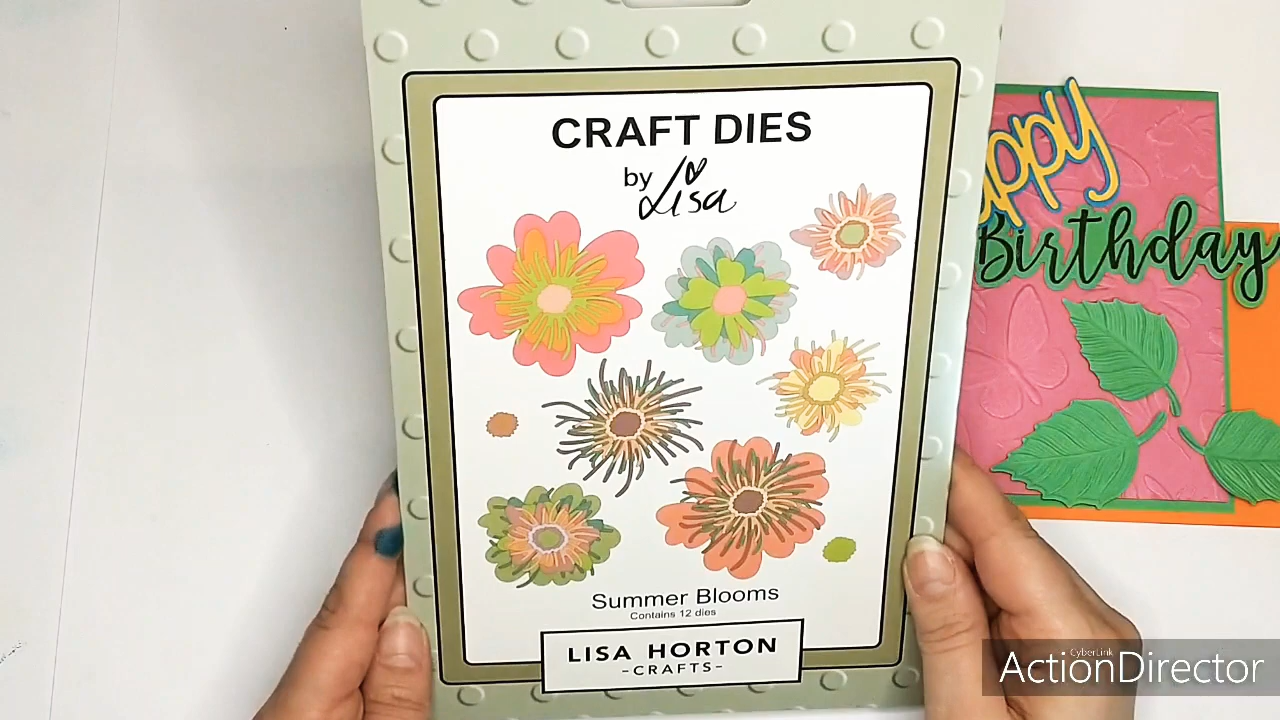 CRAFT DIES
by Lisa
Summer Blooms
Contains 12 dies
LISA HORTON
-CRAFTS-
ppy
Birthday
CyberLink
ActionDirector